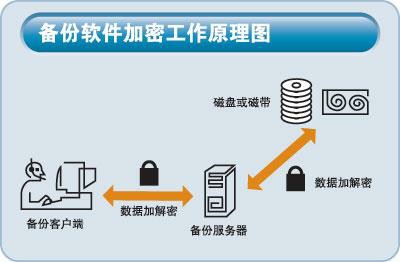 备份软件加密工作原理图
磁盘或磁带
数据加解密
数据加解密
备份客户端
备份服务器